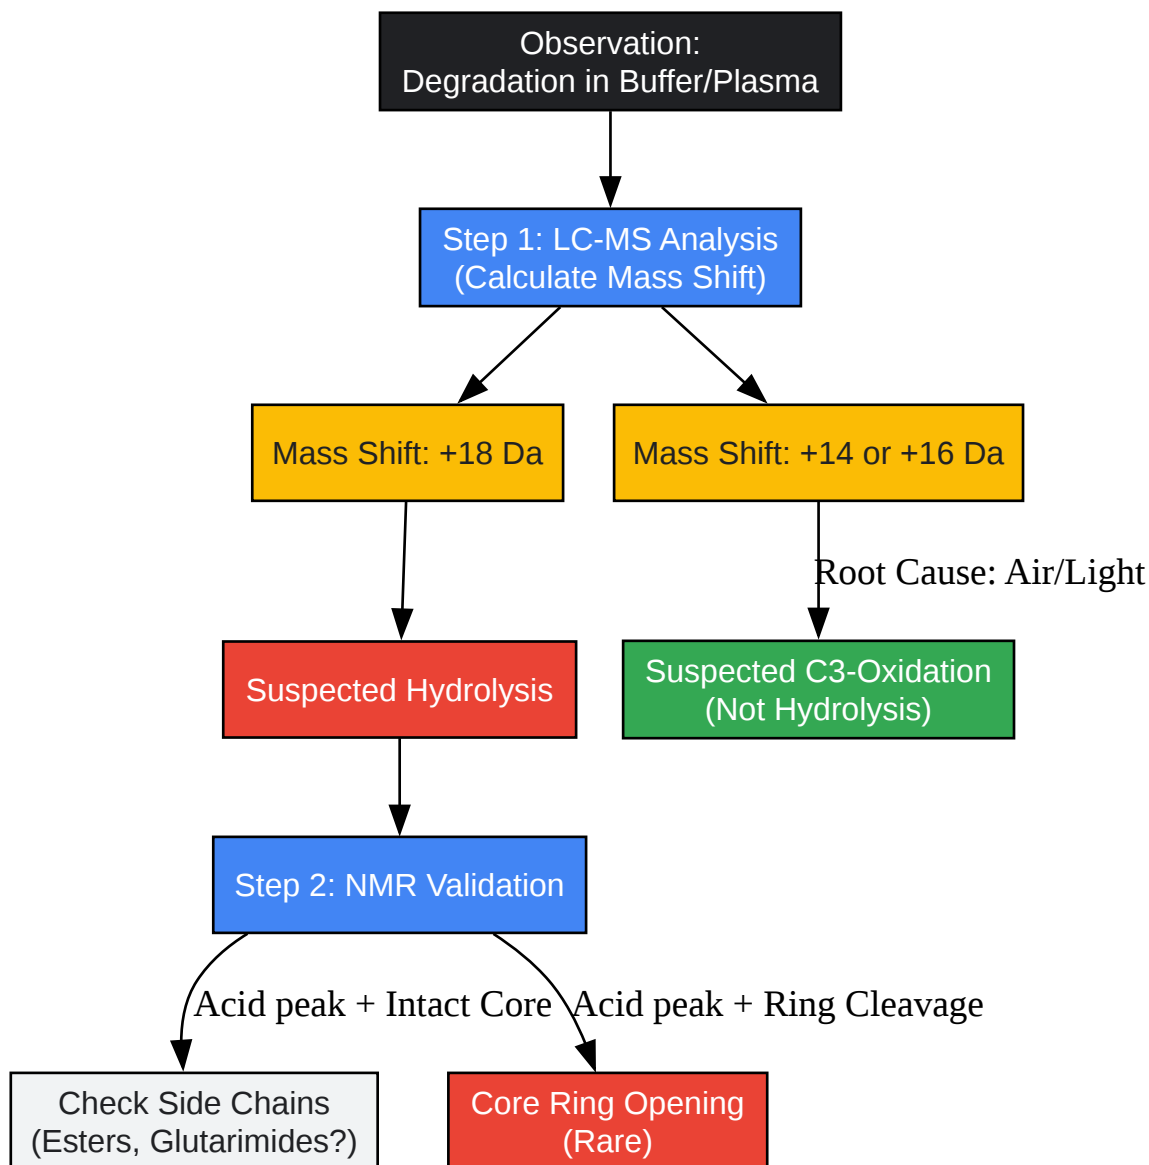 Observation:
Degradation in Buffer/Plasma
Step 1: LC-MS Analysis
(Calculate Mass Shift)
Mass Shift: +18 Da
Mass Shift: +14 or +16 Da
Root Cause: Air/Light
Suspected Hydrolysis
Suspected C3-Oxidation
(Not Hydrolysis)
Step 2: NMR Validation
Acid peak + Intact Core
Acid peak + Ring Cleavage
Check Side Chains
(Esters, Glutarimides?)
Core Ring Opening
(Rare)